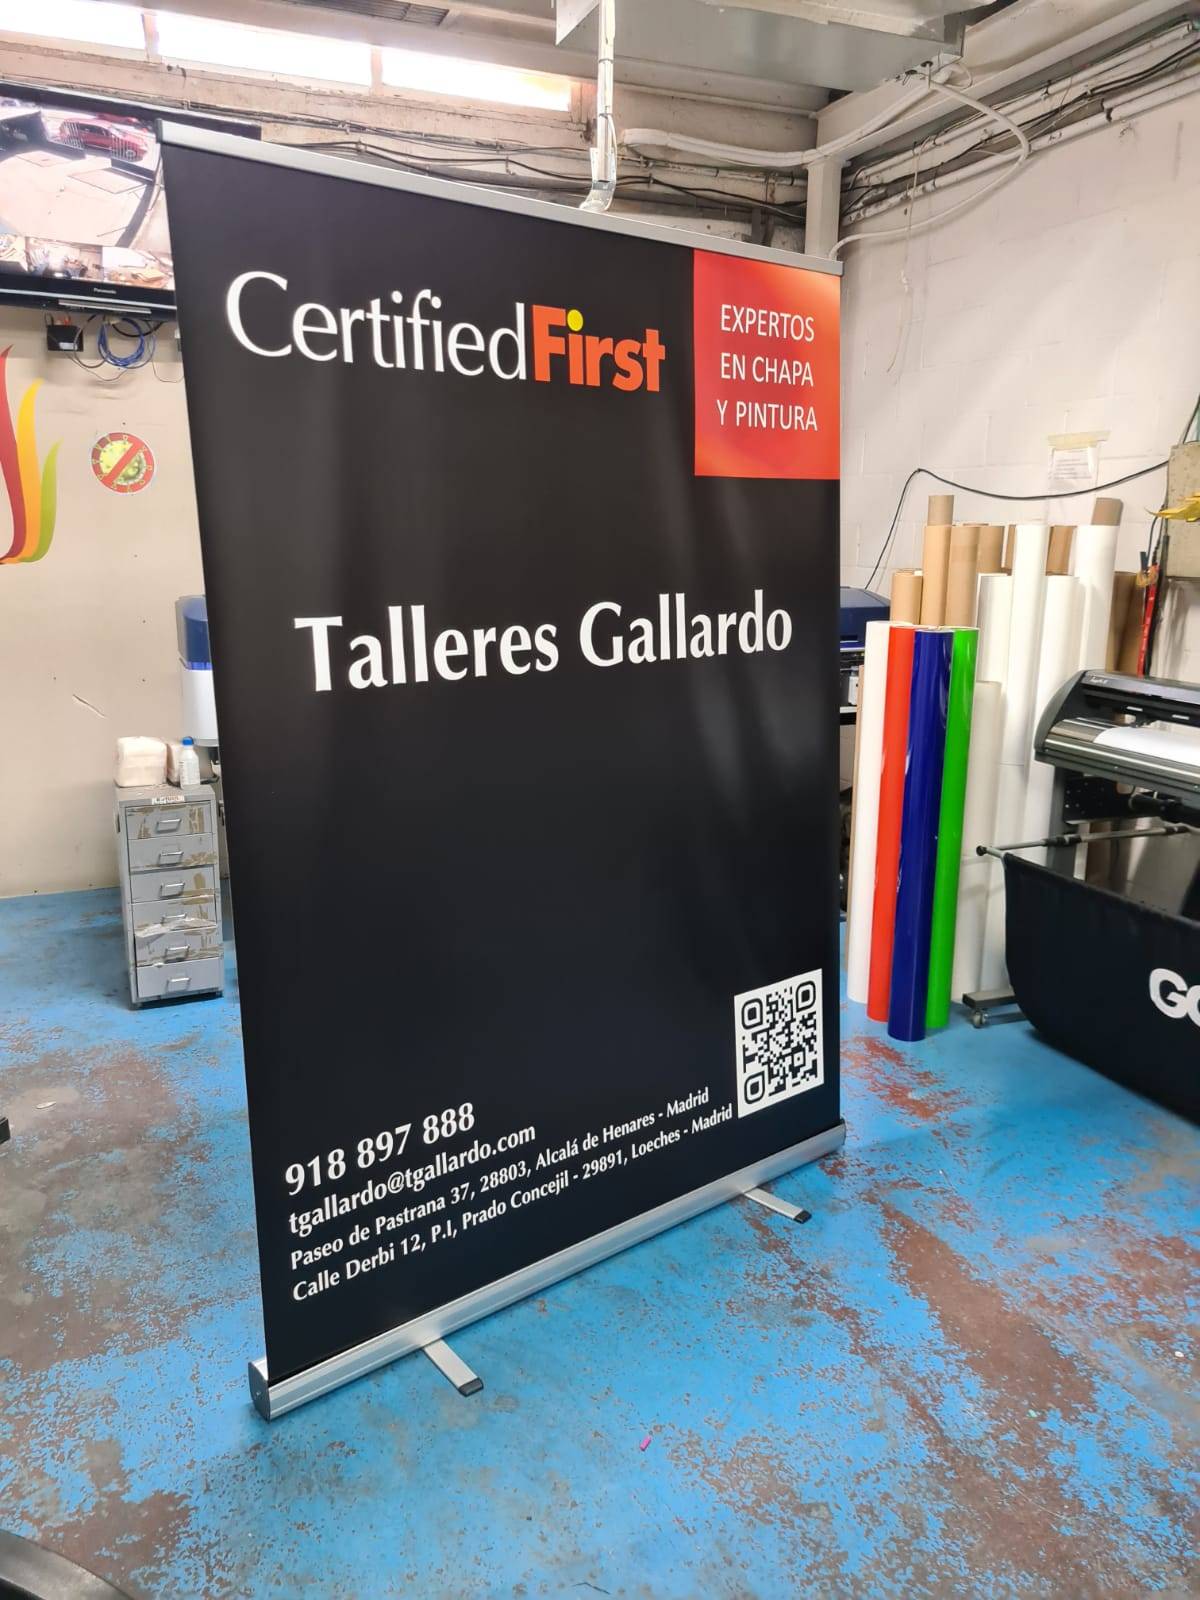 CertifiedFirst
EXPERTOS
EN CHAPA
Y PINTURA
Talleres Gallardo
918 897 888
tgallardo@tgallardo.com
Paseo de Pastrana 37, 28803, Alcalá de Henares - Madrid
Calle Derbi 12, P.I, Prado Concejil - 29891, Loeches - Madrid
Panasonic